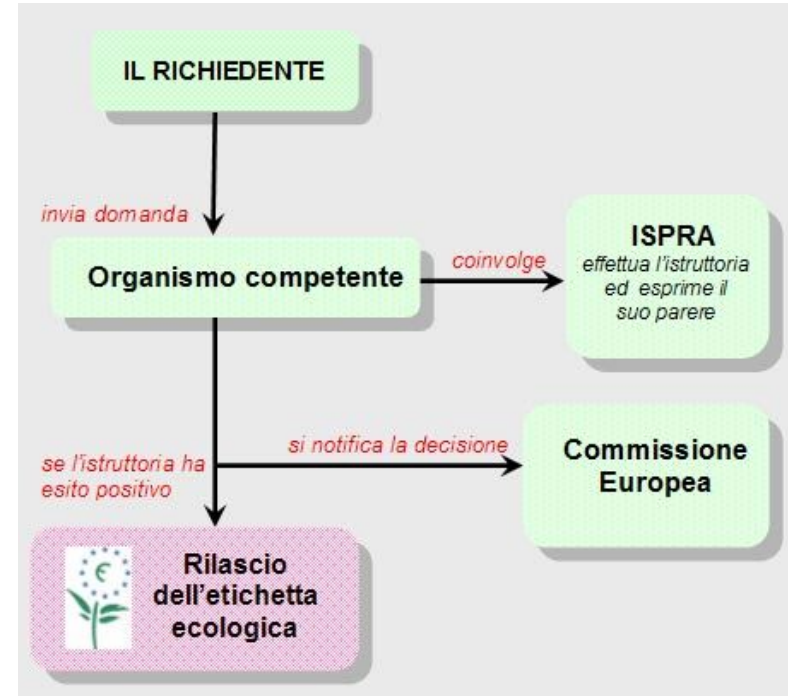 IL RICHIEDENTE
invia domanda
Organismo competente
coinvolge
ISPRA
effettua l'istruttoria
ed esprime il
suo parere
si notifica la decisione
Commissione
Europea
se l'istruttoria ha
esito positivo
Rilascio
dell'etichetta
ecologica